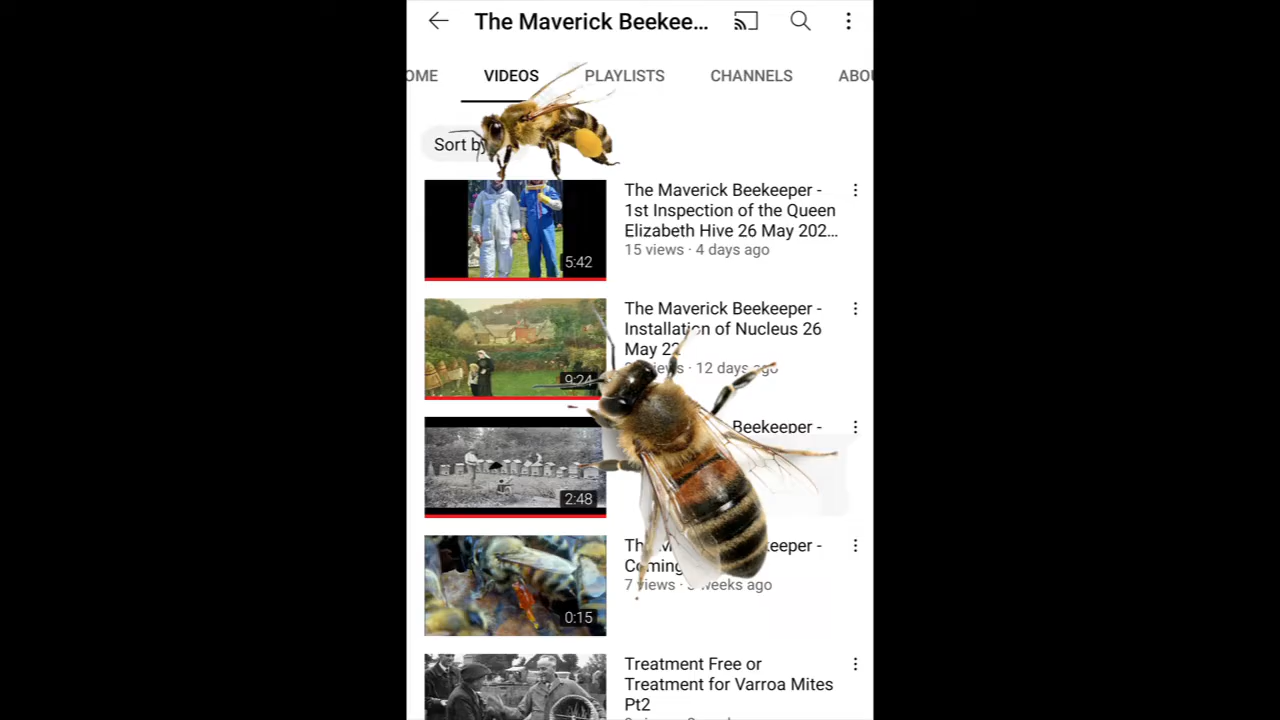 The Maverick Beekee...
OME VIDEOS PLAYLISTS CHANNELS ABOU
Sort by
The Maverick Beekeeper -
1st Inspection of the Queen
Elizabeth Hive 26 May 202...
15 views · 4 days ago
5:42
The Maverick Beekeeper -
Installation of Nucleus 26
May 22
views · 12 days ago
9:24
Beekeeper -
2:48
Coming
7 views · weeks ago
0:15
Treatment Free or
Treatment for Varroa Mites
Pt2